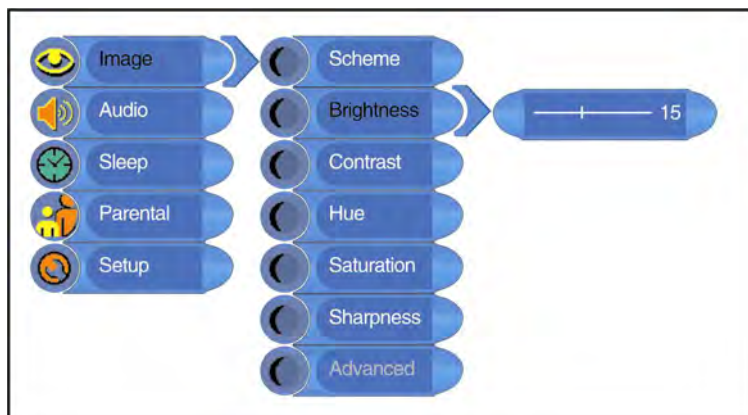 Image
Audio
Sleep
Parental
Setup
Scheme
Brightness
Contrast
Hue
Saturation
Sharpness
Advanced
15